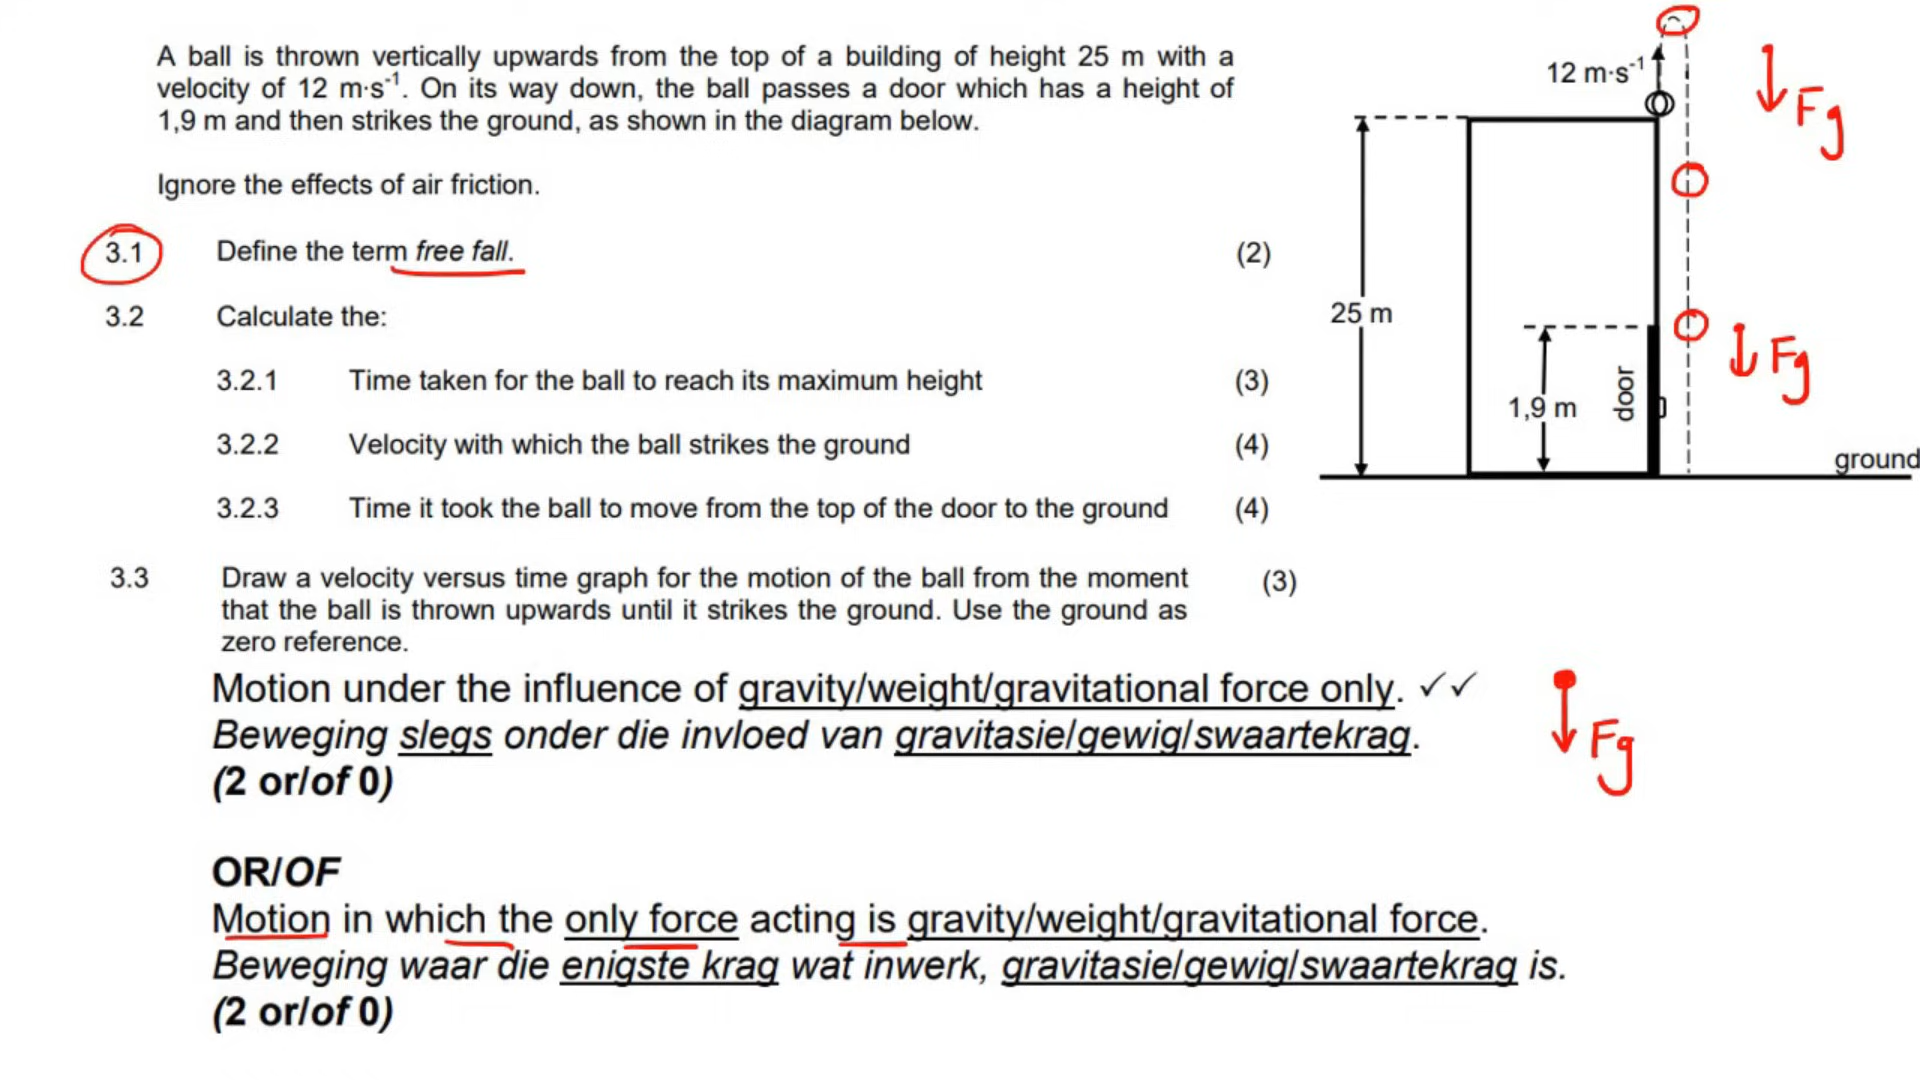 A ball is thrown vertically upwards from the top of a building of height 25 m with a
velocity of 12 m·s⁻¹. On its way down, the ball passes a door which has a height of
1,9 m and then strikes the ground, as shown in the diagram below.
Ignore the effects of air friction.
3.1 Define the term free fall. (2)
3.2 Calculate the:
3.2.1 Time taken for the ball to reach its maximum height (3)
3.2.2 Velocity with which the ball strikes the ground (4)
3.2.3 Time it took the ball to move from the top of the door to the ground (4)
3.3 Draw a velocity versus time graph for the motion of the ball from the moment (3)
that the ball is thrown upwards until it strikes the ground. Use the ground as
zero reference.
12 m·s⁻¹
Fg
25 m
Fg
1,9 m
door
ground
Motion under the influence of gravity/weight/gravitational force only. ✓✓
Beweging slegs onder die invloed van gravitasie/gewig/swaartekrag.
(2 or/of 0)
Fg
OR/OF
Motion in which the only force acting is gravity/weight/gravitational force.
Beweging waar die enigste krag wat inwerk, gravitasie/gewig/swaartekrag is.
(2 or/of 0)